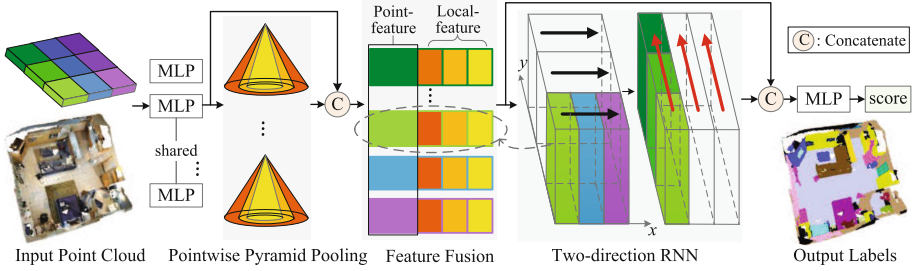 Point-
feature
Local-
feature
C : Concatenate
MLP
MLP
shared
MLP
C
y
x
C
MLP
score
Input Point Cloud
Pointwise Pyramid Pooling
Feature Fusion
Two-direction RNN
Output Labels